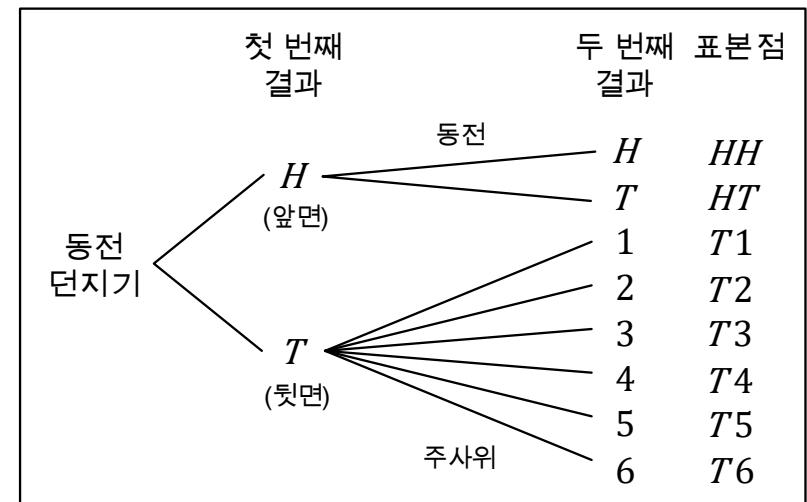 첫 번째 결과
두 번째 결과
표본점
동전 던지기
H
(앞면)
동전
T
(뒷면)
주사위
H HH
T HT
1 T1
2 T2
3 T3
4 T4
5 T5
6 T6